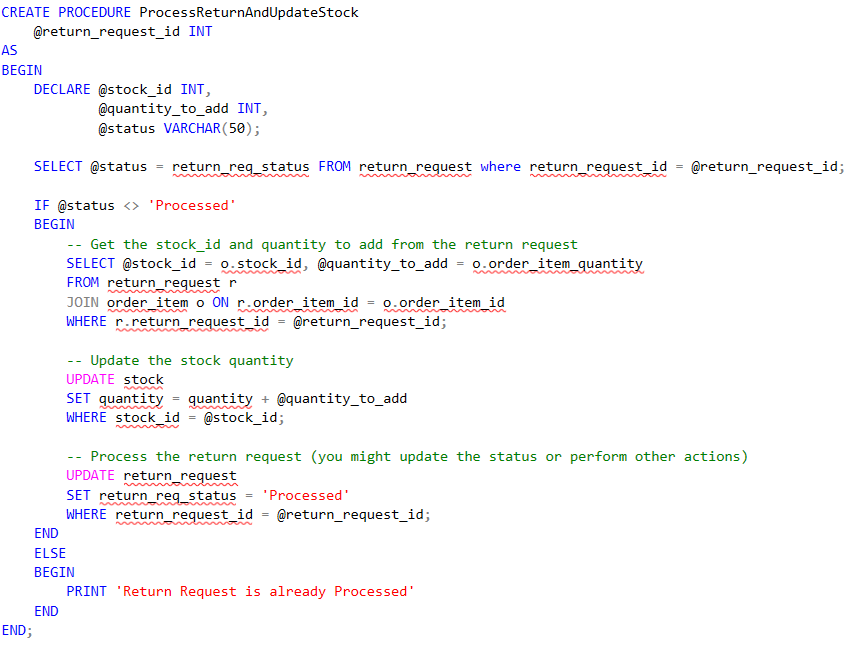 CREATE PROCEDURE ProcessReturnAndUpdateStock
    @return_request_id INT
AS
BEGIN
    DECLARE @stock_id INT,
            @quantity_to_add INT,
            @status VARCHAR(50);

    SELECT @status = return_req_status FROM return_request where return_request_id = @return_request_id;

    IF @status <> 'Processed'
    BEGIN
        -- Get the stock_id and quantity to add from the return request
        SELECT @stock_id = o.stock_id, @quantity_to_add = o.order_item_quantity
        FROM return_request r
        JOIN order_item o ON r.order_item_id = o.order_item_id
        WHERE r.return_request_id = @return_request_id;

        -- Update the stock quantity
        UPDATE stock
        SET quantity = quantity + @quantity_to_add
        WHERE stock_id = @stock_id;

        -- Process the return request (you might update the status or perform other actions)
        UPDATE return_request
        SET return_req_status = 'Processed'
        WHERE return_request_id = @return_request_id;
    END
    ELSE
    BEGIN
        PRINT 'Return Request is already Processed'
    END
END;